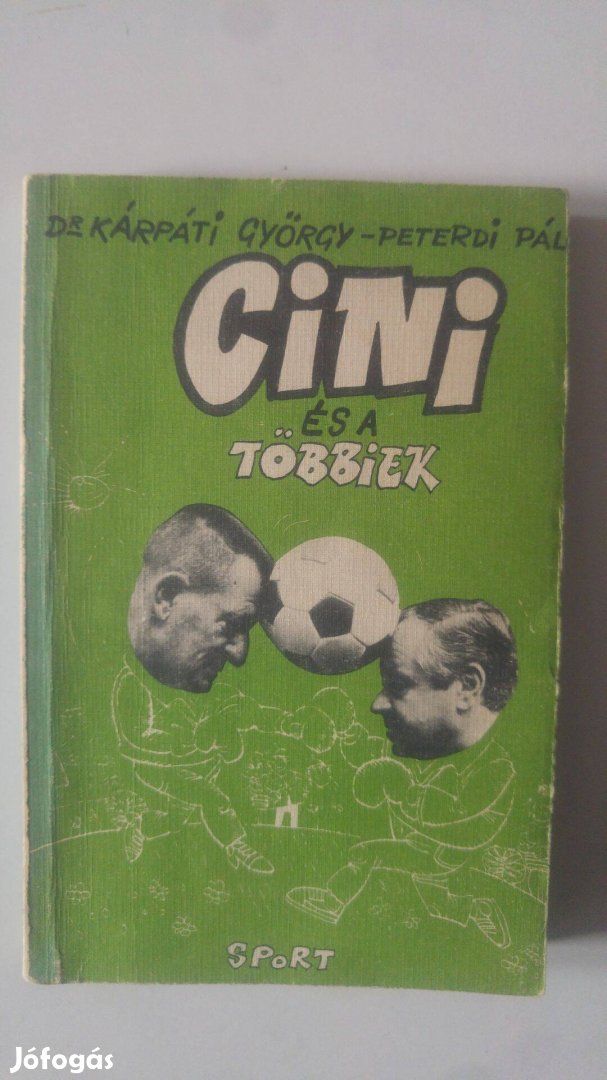 DR KÁRPÁTI GYÖRGY-PETERDI PÁL
CiNi
ÉS A
TÖBBIEK
SPORT
Jófogás